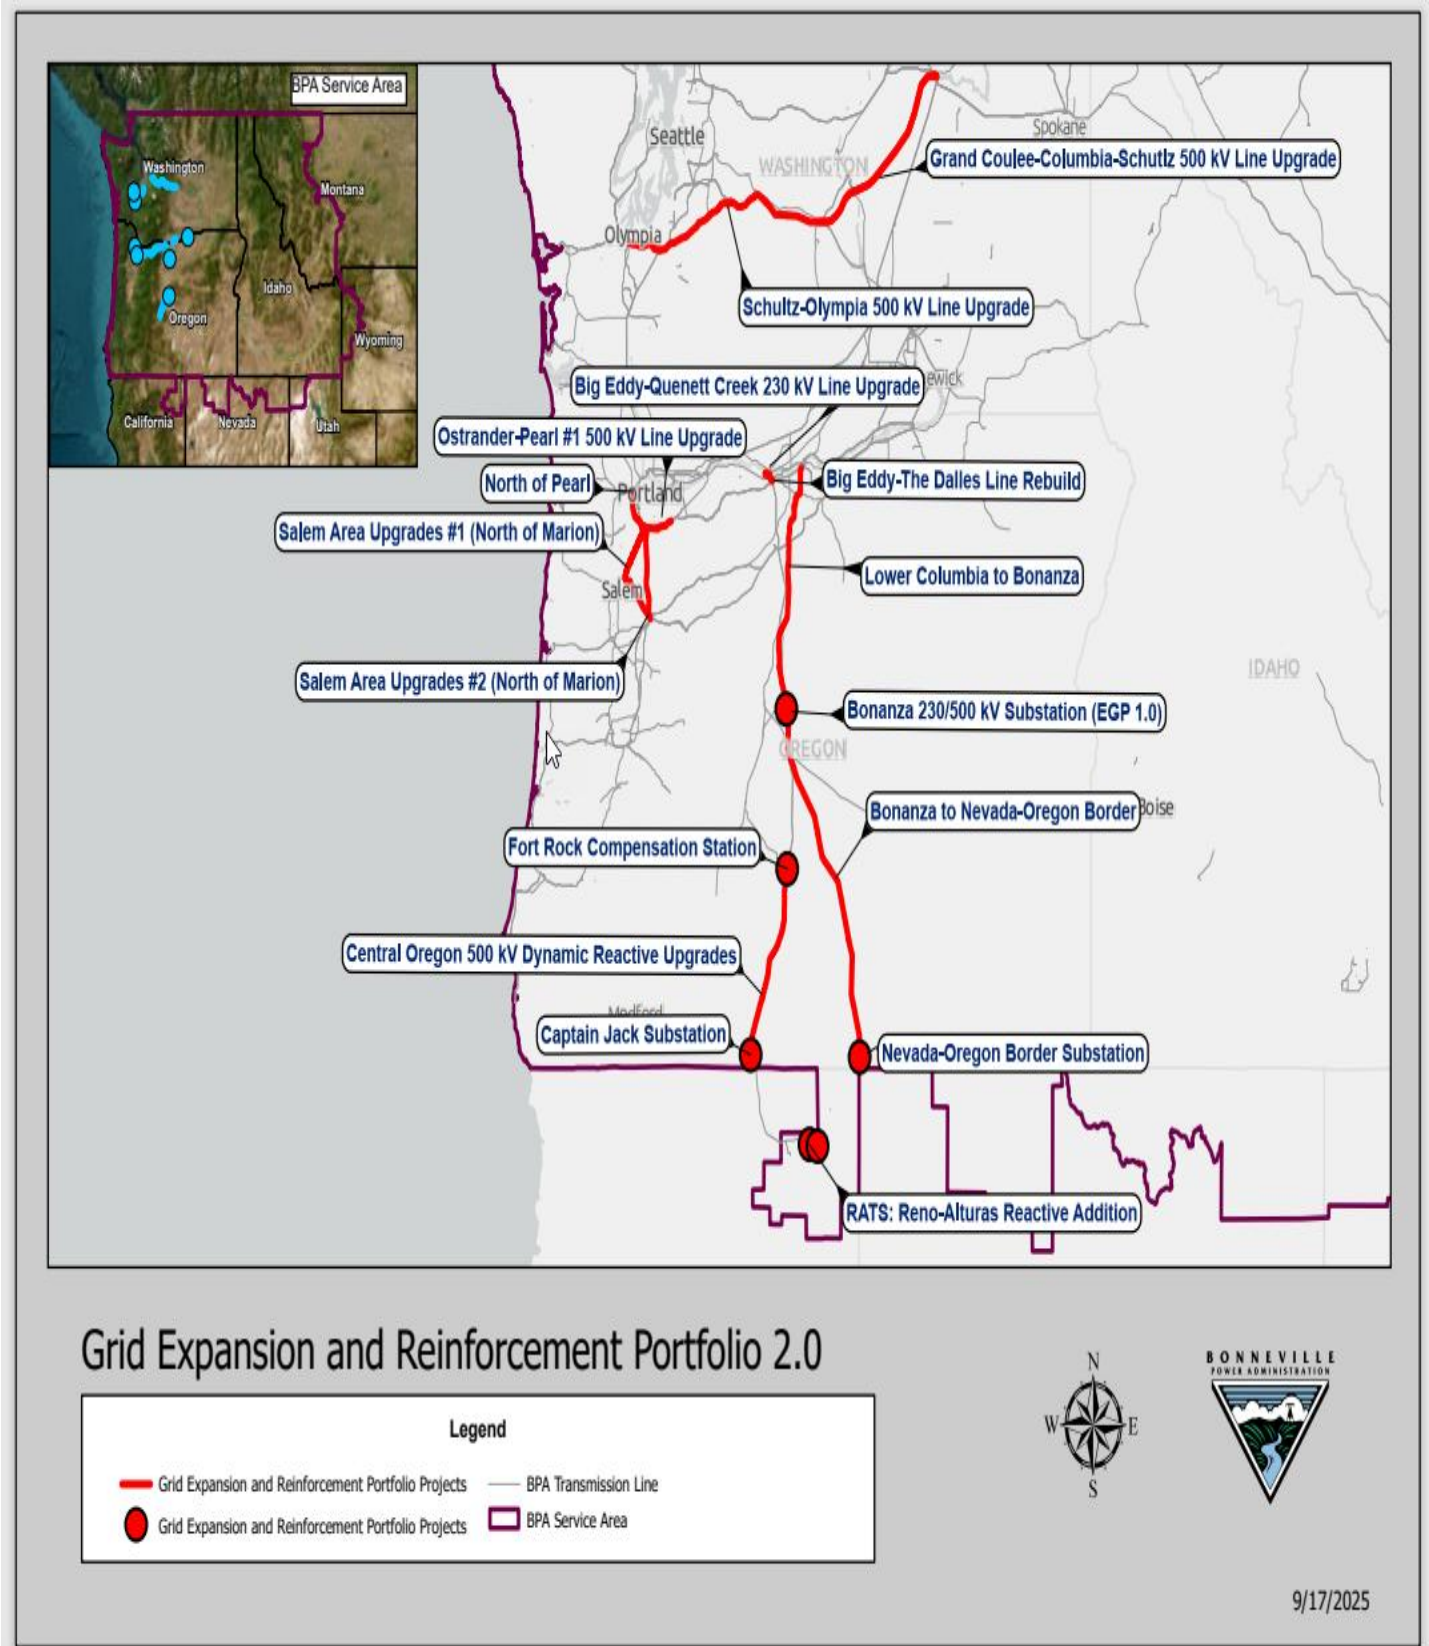 BPA Service Area
Washington
Montana
Idaho
Oregon
Wyoming
California
Nevada
Utah
Seattle
Spokane
WASHINGTON
Grand Coulee-Columbia-Schutlz 500 kV Line Upgrade
Olympia
Schultz-Olympia 500 kV Line Upgrade
Big Eddy-Quenett Creek 230 kV Line Upgrade
ewick
Ostrander-Pearl #1 500 kV Line Upgrade
North of Pearl
Portland
Big Eddy-The Dalles Line Rebuild
Salem Area Upgrades #1 (North of Marion)
Lower Columbia to Bonanza
Salem
Salem Area Upgrades #2 (North of Marion)
IDAHO
Bonanza 230/500 kV Substation (EGP 1.0)
OREGON
Bonanza to Nevada-Oregon Border
Boise
Fort Rock Compensation Station
Central Oregon 500 kV Dynamic Reactive Upgrades
Medford
Captain Jack Substation
Nevada-Oregon Border Substation
RATS: Reno-Alturas Reactive Addition
Grid Expansion and Reinforcement Portfolio 2.0
Legend
Grid Expansion and Reinforcement Portfolio Projects
BPA Transmission Line
Grid Expansion and Reinforcement Portfolio Projects
BPA Service Area
N
W E
S
BONNEVILLE
POWER ADMINISTRATION
9/17/2025